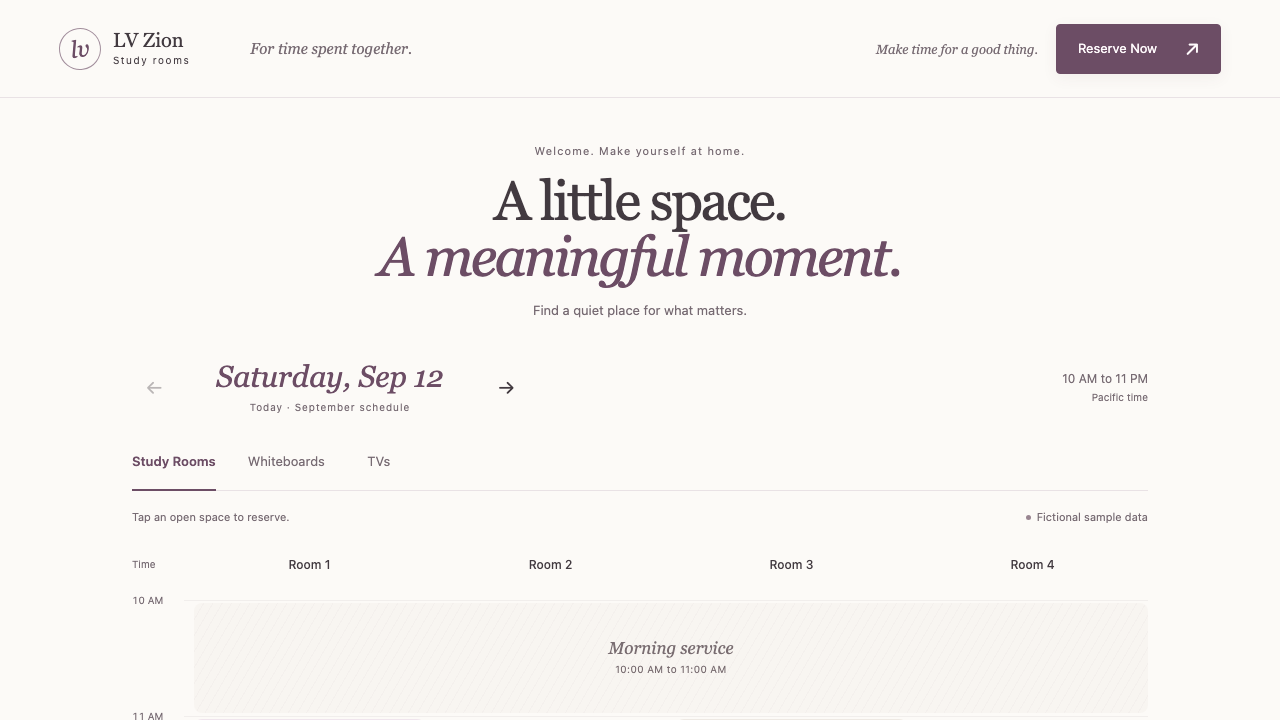 lv
LV Zion
Study rooms
For time spent together.
Make time for a good thing.
Reserve Now
Welcome. Make yourself at home.
A little space.
A meaningful moment.
Find a quiet place for what matters.
Saturday, Sep 12
Today · September schedule
10 AM to 11 PM
Pacific time
Study Rooms
Whiteboards
TVs
Tap an open space to reserve.
Fictional sample data
Time
Room 1
Room 2
Room 3
Room 4
10 AM
Morning service
10:00 AM to 11:00 AM
11 AM